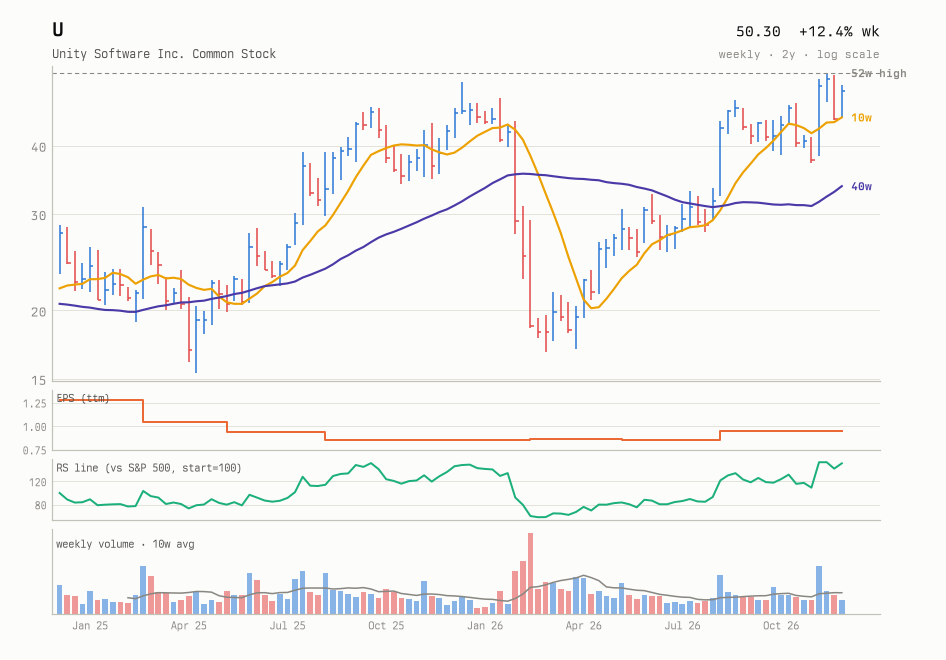 U
50.30 +12.4% wk
Unity Software Inc. Common Stock
weekly · 2y · log scale
52w high
10w
40
40w
30
20
15
EPS (ttm)
1.25
1.00
0.75
RS line (vs S&P 500, start=100)
120
80
weekly volume · 10w avg
Jan 25 Apr 25 Jul 25 Oct 25 Jan 26 Apr 26 Jul 26 Oct 26